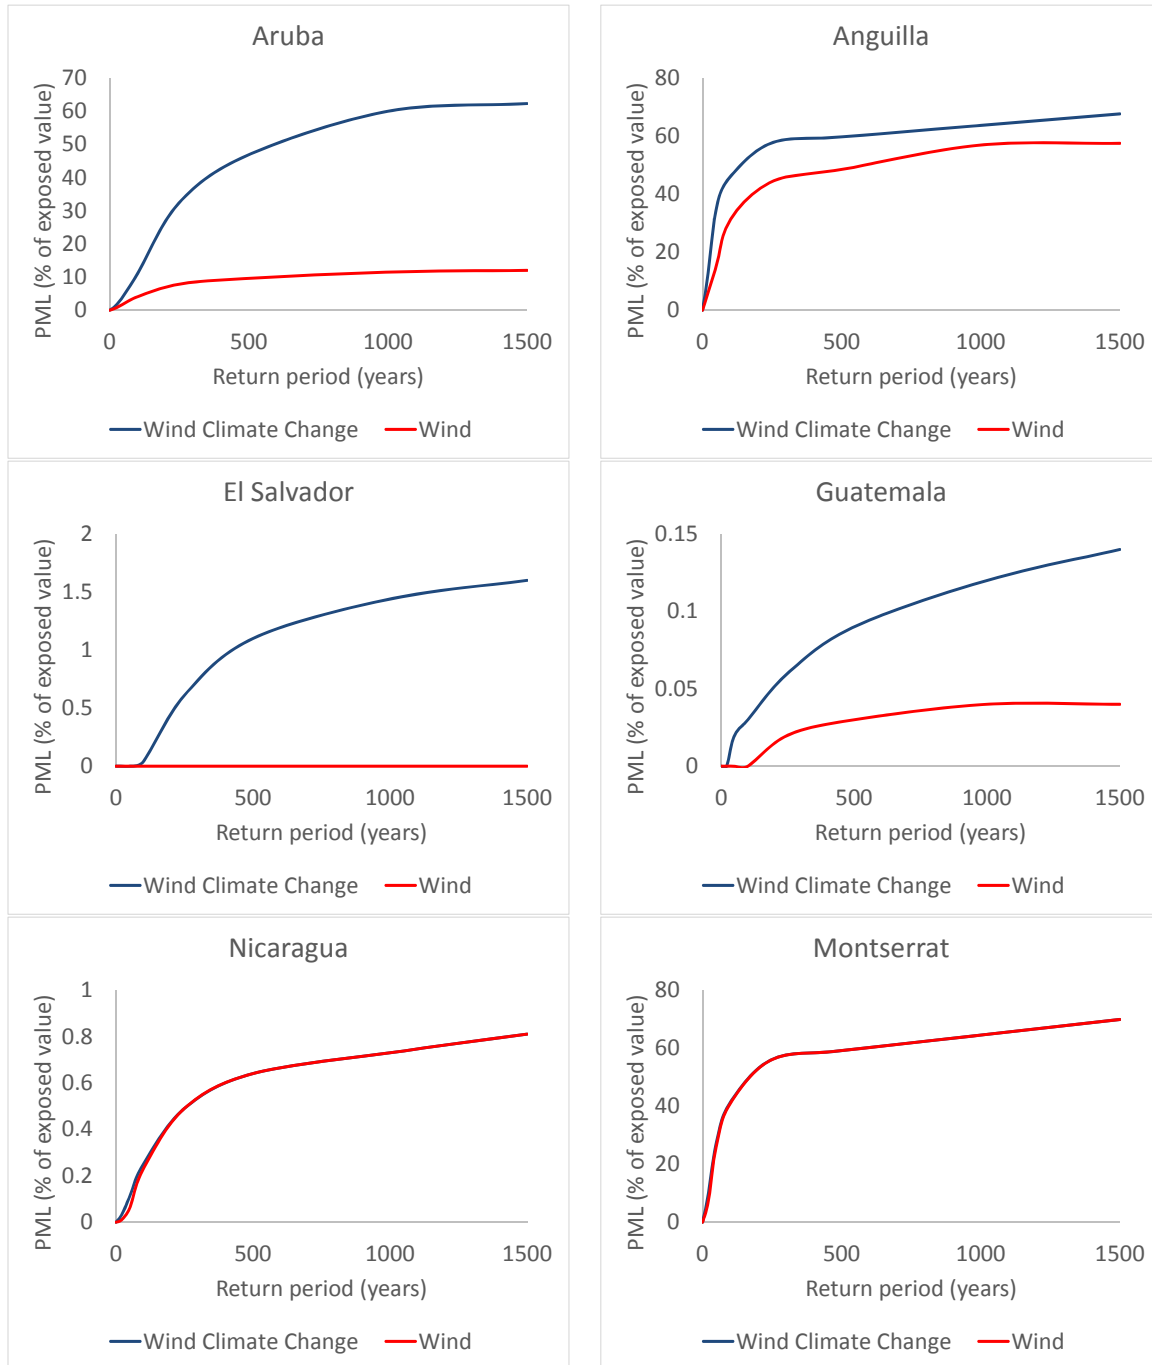 Aruba
PML (% of exposed value)
70
60
50
40
30
20
10
0
0 500 1000 1500
Return period (years)
Wind Climate Change Wind
Anguilla
PML (% of exposed value)
80
60
40
20
0
0 500 1000 1500
Return period (years)
Wind Climate Change Wind
El Salvador
PML (% of exposed value)
2
1.5
1
0.5
0
0 500 1000 1500
Return period (years)
Wind Climate Change Wind
Guatemala
PML (% of exposed value)
0.15
0.1
0.05
0
0 500 1000 1500
Return period (years)
Wind Climate Change Wind
Nicaragua
PML (% of exposed value)
1
0.8
0.6
0.4
0.2
0
0 500 1000 1500
Return period (years)
Wind Climate Change Wind
Montserrat
PML (% of exposed value)
80
60
40
20
0
0 500 1000 1500
Return period (years)
Wind Climate Change Wind